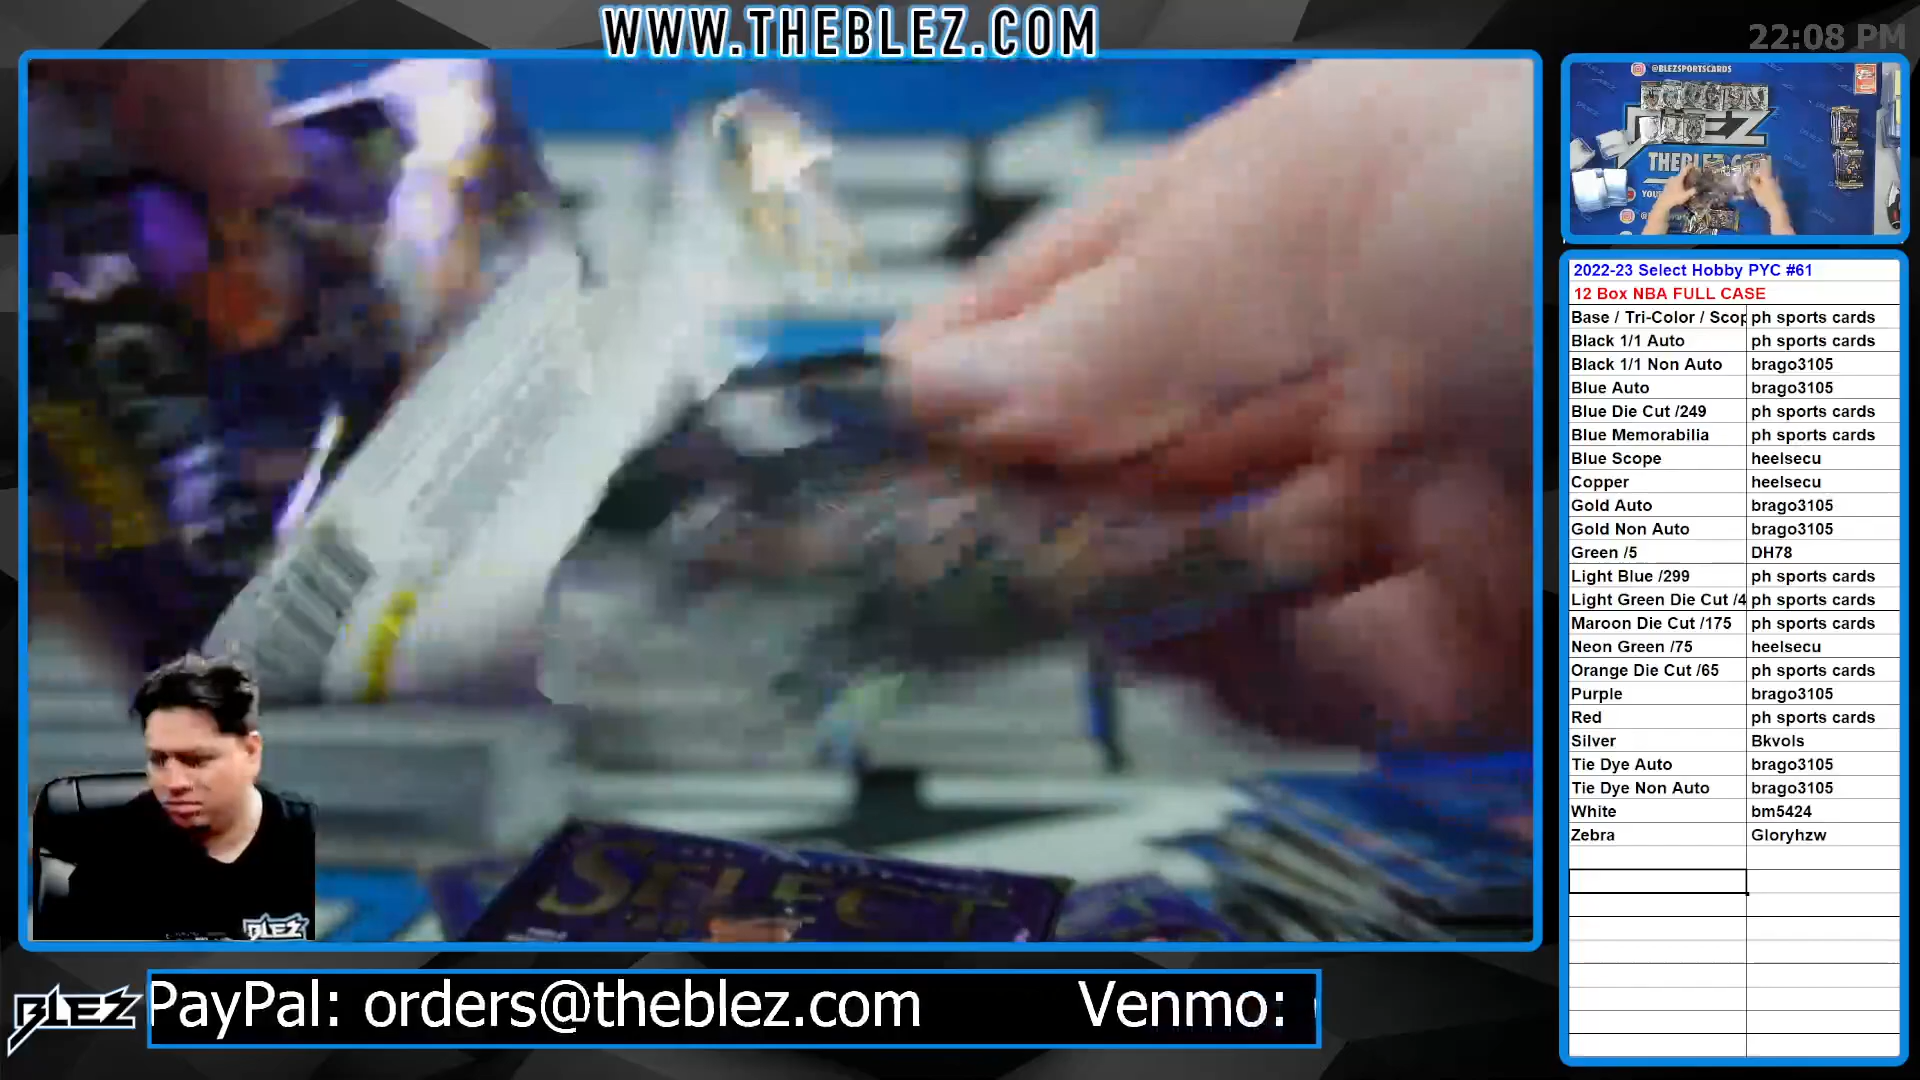 WWW.THEBLEZ.COM
22:08 PM
@BLEZSPORTSCARDS
THEBLEZ
2022-23 Select Hobby PYC #61
12 Box NBA FULL CASE
Base / Tri-Color / Scop ph sports cards
Black 1/1 Auto ph sports cards
Black 1/1 Non Auto brago3105
Blue Auto brago3105
Blue Die Cut /249 ph sports cards
Blue Memorabilia ph sports cards
Blue Scope heelsecu
Copper heelsecu
Gold Auto brago3105
Gold Non Auto brago3105
Green /5 DH78
Light Blue /299 ph sports cards
Light Green Die Cut /4 ph sports cards
Maroon Die Cut /175 ph sports cards
Neon Green /75 heelsecu
Orange Die Cut /65 ph sports cards
Purple brago3105
Red ph sports cards
Silver Bkvols
Tie Dye Auto brago3105
Tie Dye Non Auto brago3105
White bm5424
Zebra Gloryhzw
SELECT
BLEZ
BLEZ
PayPal: orders@theblez.com Venmo: